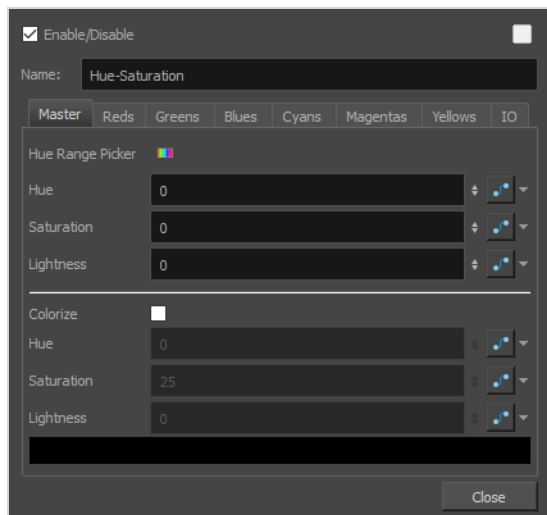 Enable/Disable
Name: Hue-Saturation
Master Reds Greens Blues Cyans Magentas Yellows IO
Hue Range Picker
Hue 0
Saturation 0
Lightness 0
Colorize
Hue 0
Saturation 25
Lightness 0
Close